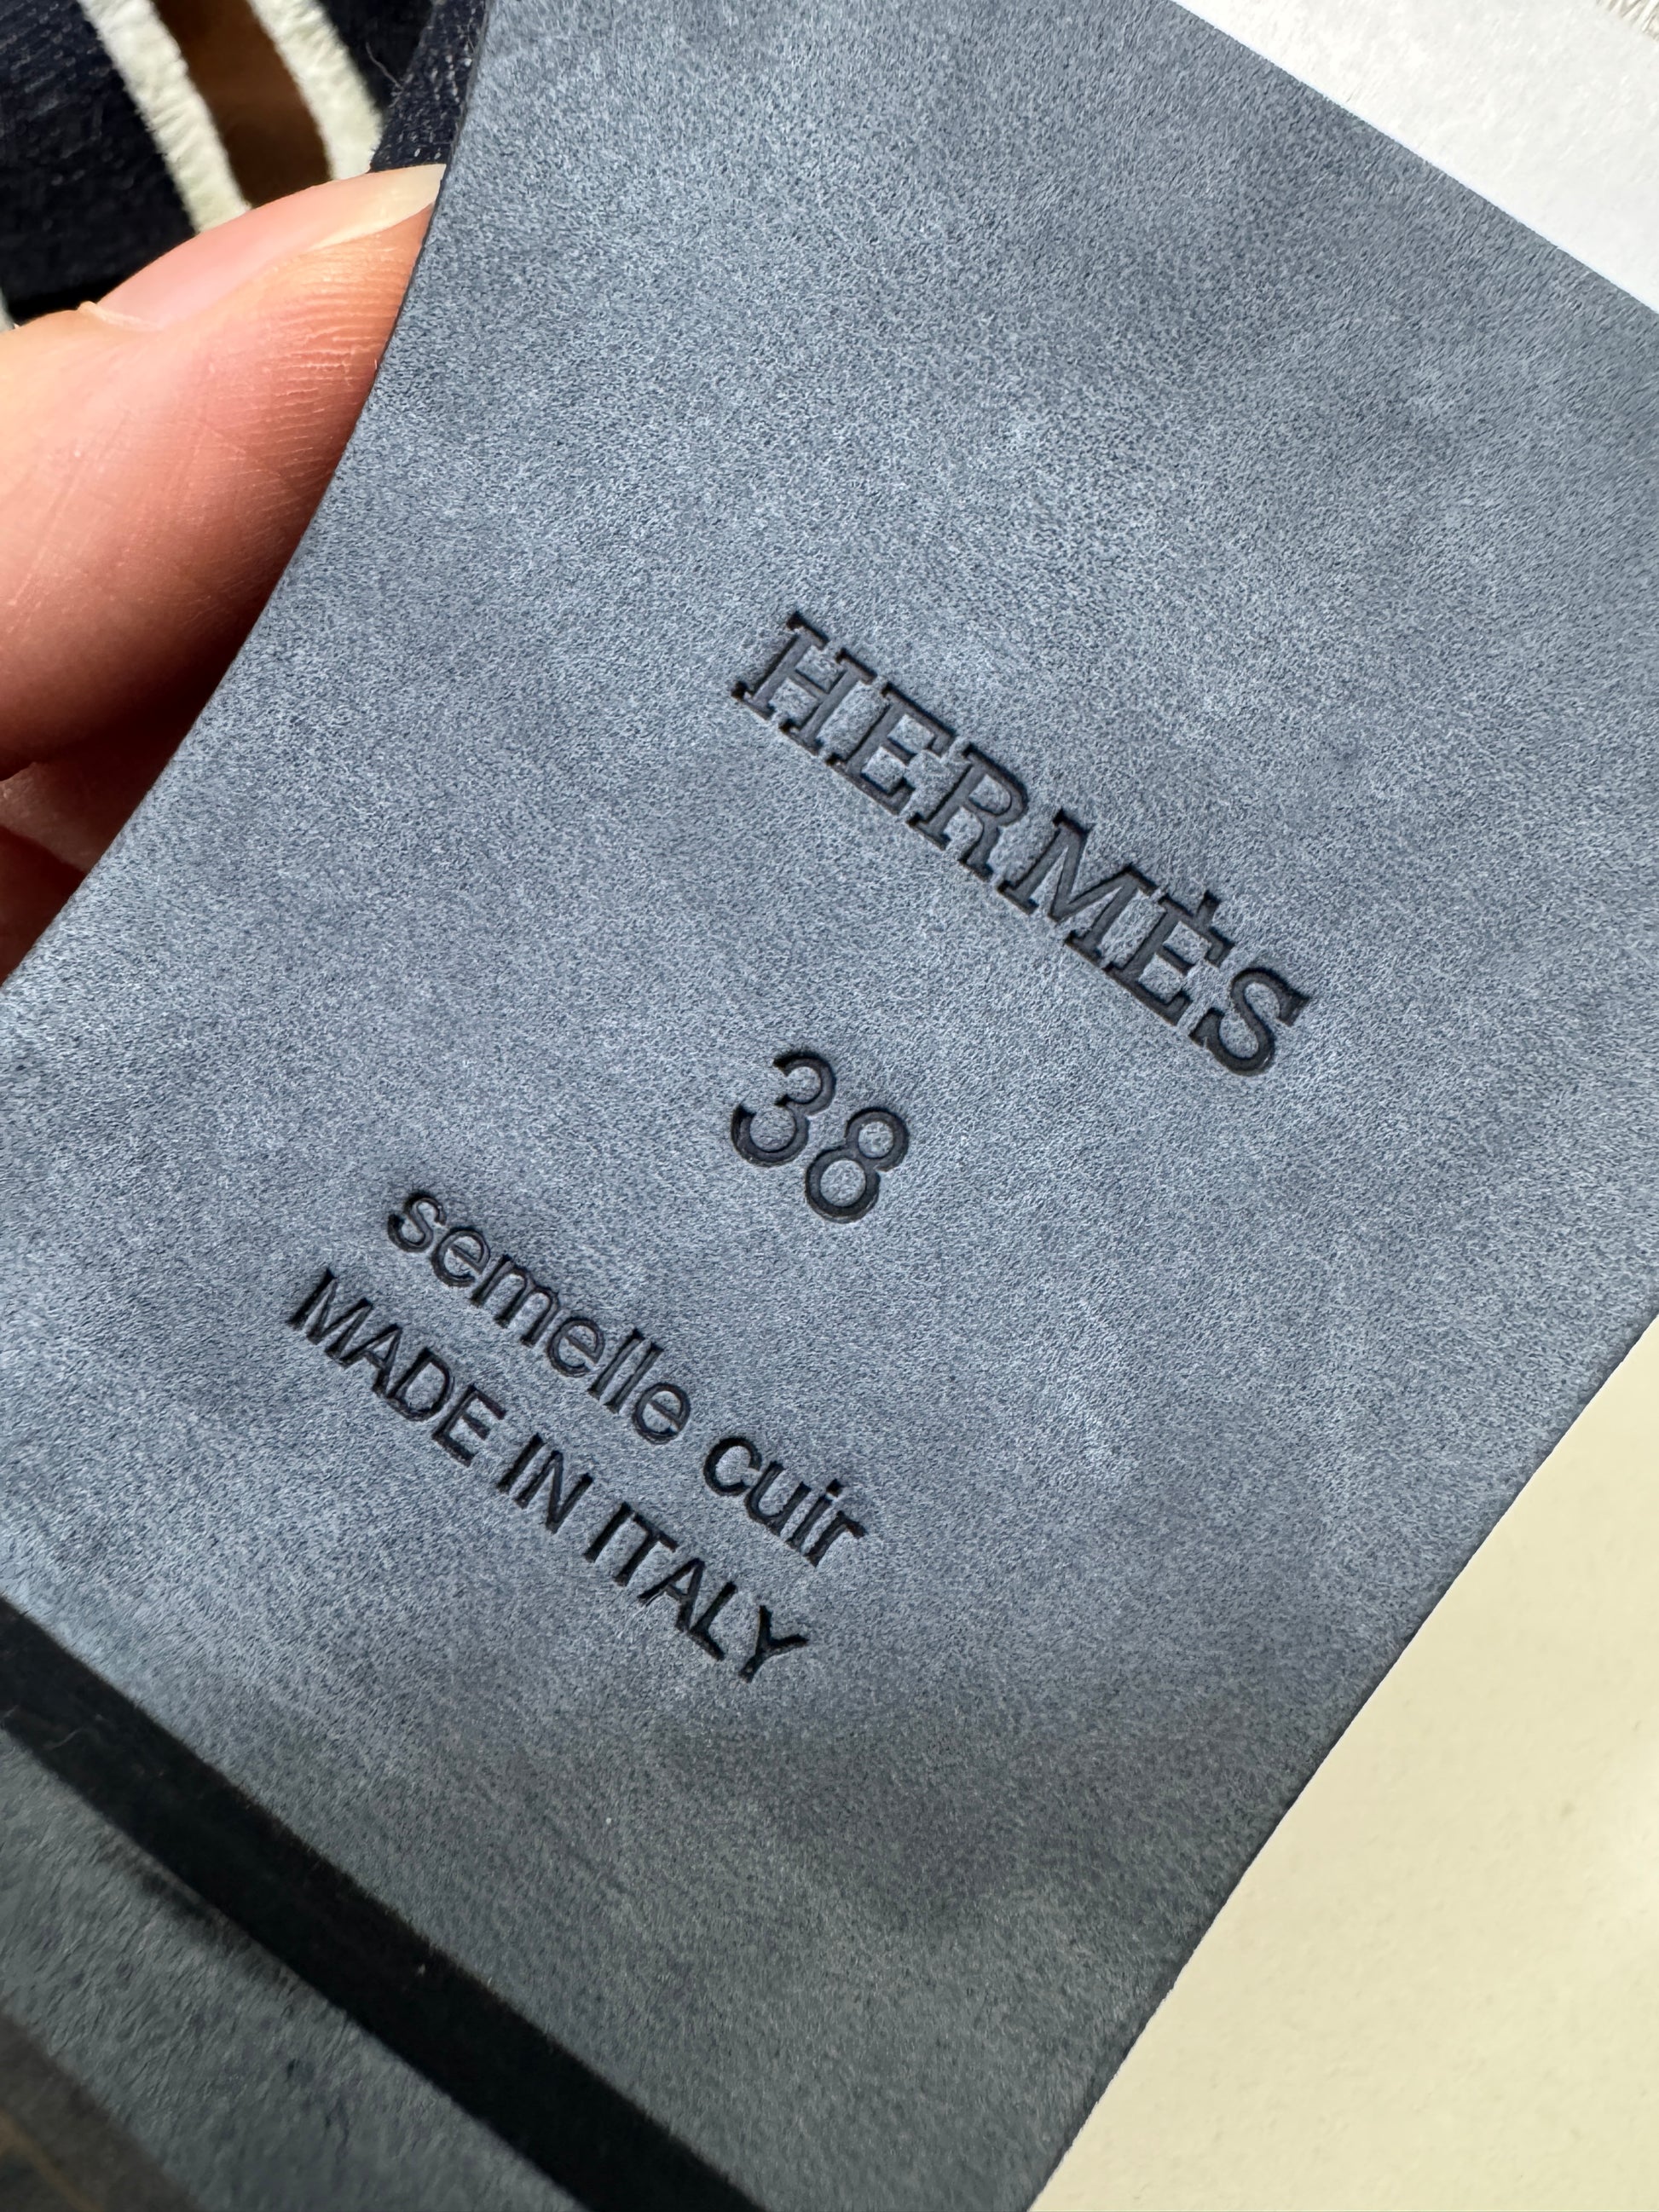 HERMÈS
38
semelle cuir
MADE IN ITALY